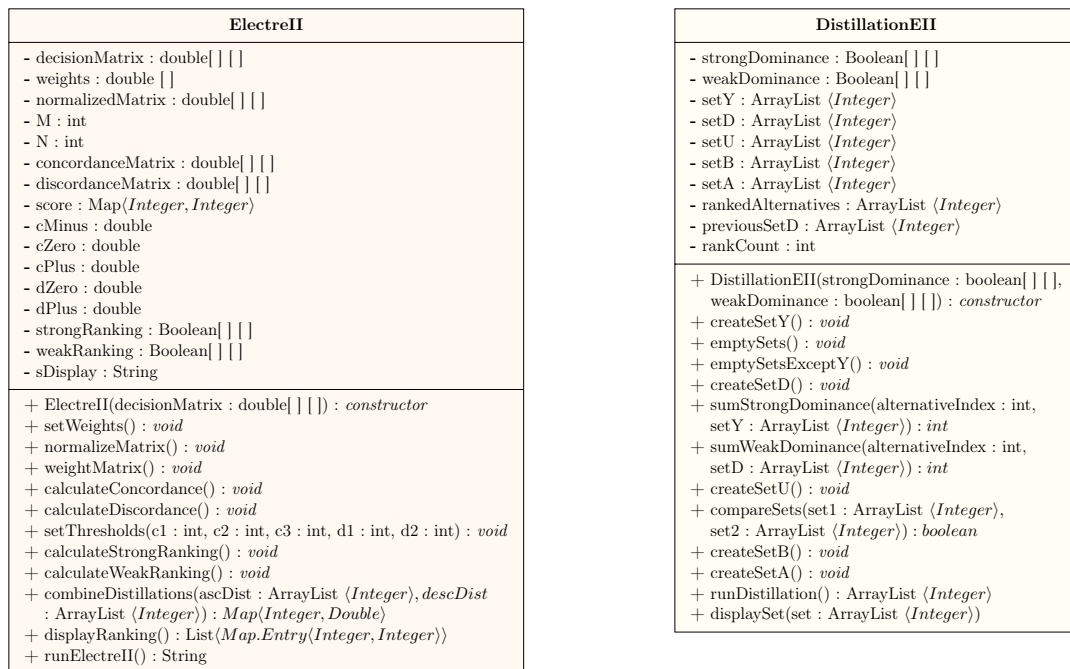 ElectreII
- decisionMatrix : double[ ] [ ]
- weights : double [ ]
- normalizedMatrix : double[ ] [ ]
- M : int
- N : int
- concordanceMatrix : double[ ] [ ]
- discordanceMatrix : double[ ] [ ]
- score : Map⟨Integer, Integer⟩
- cMinus : double
- cZero : double
- cPlus : double
- dZero : double
- dPlus : double
- strongRanking : Boolean[ ] [ ]
- weakRanking : Boolean[ ] [ ]
- sDisplay : String
+ ElectreII(decisionMatrix : double[ ] [ ]) : constructor
+ setWeights() : void
+ normalizeMatrix() : void
+ weightMatrix() : void
+ calculateConcordance() : void
+ calculateDiscordance() : void
+ setThresholds(c1 : int, c2 : int, c3 : int, d1 : int, d2 : int) : void
+ calculateStrongRanking() : void
+ calculateWeakRanking() : void
+ combineDistillations(ascDist : ArrayList ⟨Integer⟩, descDist
: ArrayList ⟨Integer⟩) : Map⟨Integer, Double⟩
+ displayRanking() : List⟨Map.Entry⟨Integer, Integer⟩⟩
+ runElectreII() : String
DistillationEII
- strongDominance : Boolean[ ] [ ]
- weakDominance : Boolean[ ] [ ]
- setY : ArrayList ⟨Integer⟩
- setD : ArrayList ⟨Integer⟩
- setU : ArrayList ⟨Integer⟩
- setB : ArrayList ⟨Integer⟩
- setA : ArrayList ⟨Integer⟩
- rankedAlternatives : ArrayList ⟨Integer⟩
- previousSetD : ArrayList ⟨Integer⟩
- rankCount : int
+ DistillationEII(strongDominance : boolean[ ] [ ],
weakDominance : boolean[ ] [ ]) : constructor
+ createSetY() : void
+ emptySets() : void
+ emptySetsExceptY() : void
+ createSetD() : void
+ sumStrongDominance(alternativeIndex : int,
setY : ArrayList ⟨Integer⟩) : int
+ sumWeakDominance(alternativeIndex : int,
setD : ArrayList ⟨Integer⟩) : int
+ createSetU() : void
+ compareSets(set1 : ArrayList ⟨Integer⟩,
set2 : ArrayList ⟨Integer⟩) : boolean
+ createSetB() : void
+ createSetA() : void
+ runDistillation() : ArrayList ⟨Integer⟩
+ displaySet(set : ArrayList ⟨Integer⟩)